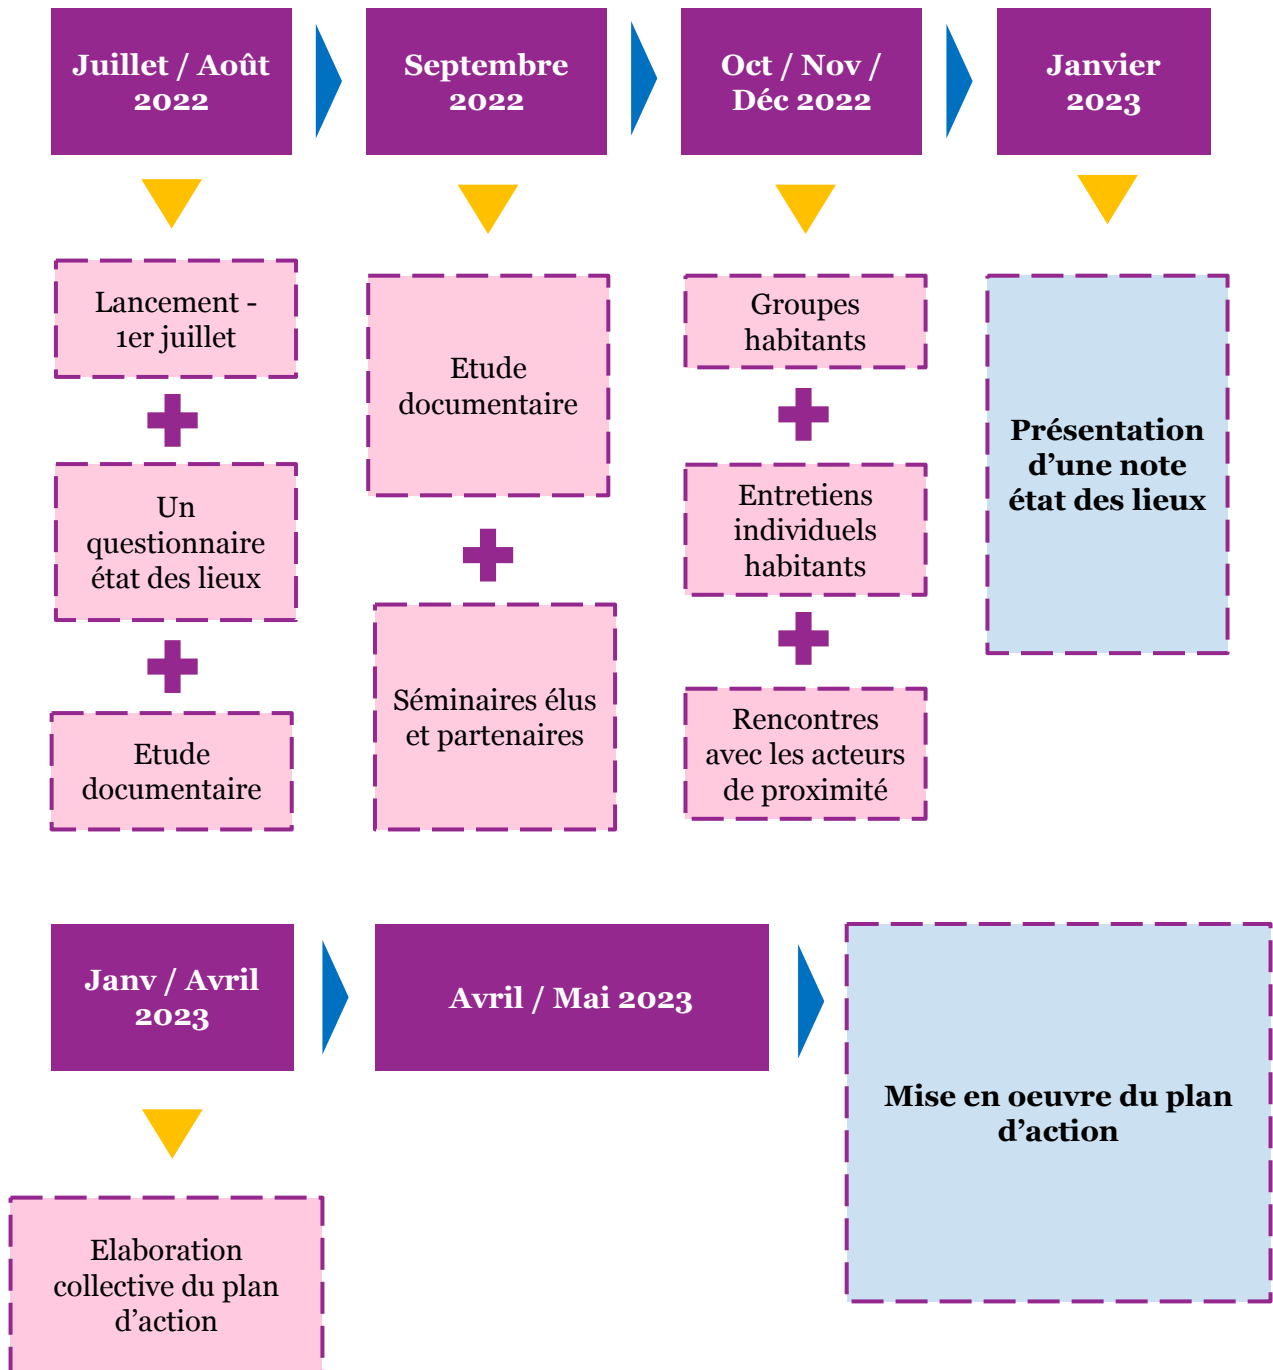 Juillet / Août
2022
Septembre
2022
Oct / Nov /
Déc 2022
Janvier
2023
Lancement -
1er juillet
Un
questionnaire
état des lieux
Etude
documentaire
Etude
documentaire
Séminaires élus
et partenaires
Groupes
habitants
Entretiens
individuels
habitants
Rencontres
avec les acteurs
de proximité
Présentation
d’une note
état des lieux
Janv / Avril
2023
Avril / Mai 2023
Mise en oeuvre du plan
d’action
Elaboration
collective du plan
d’action